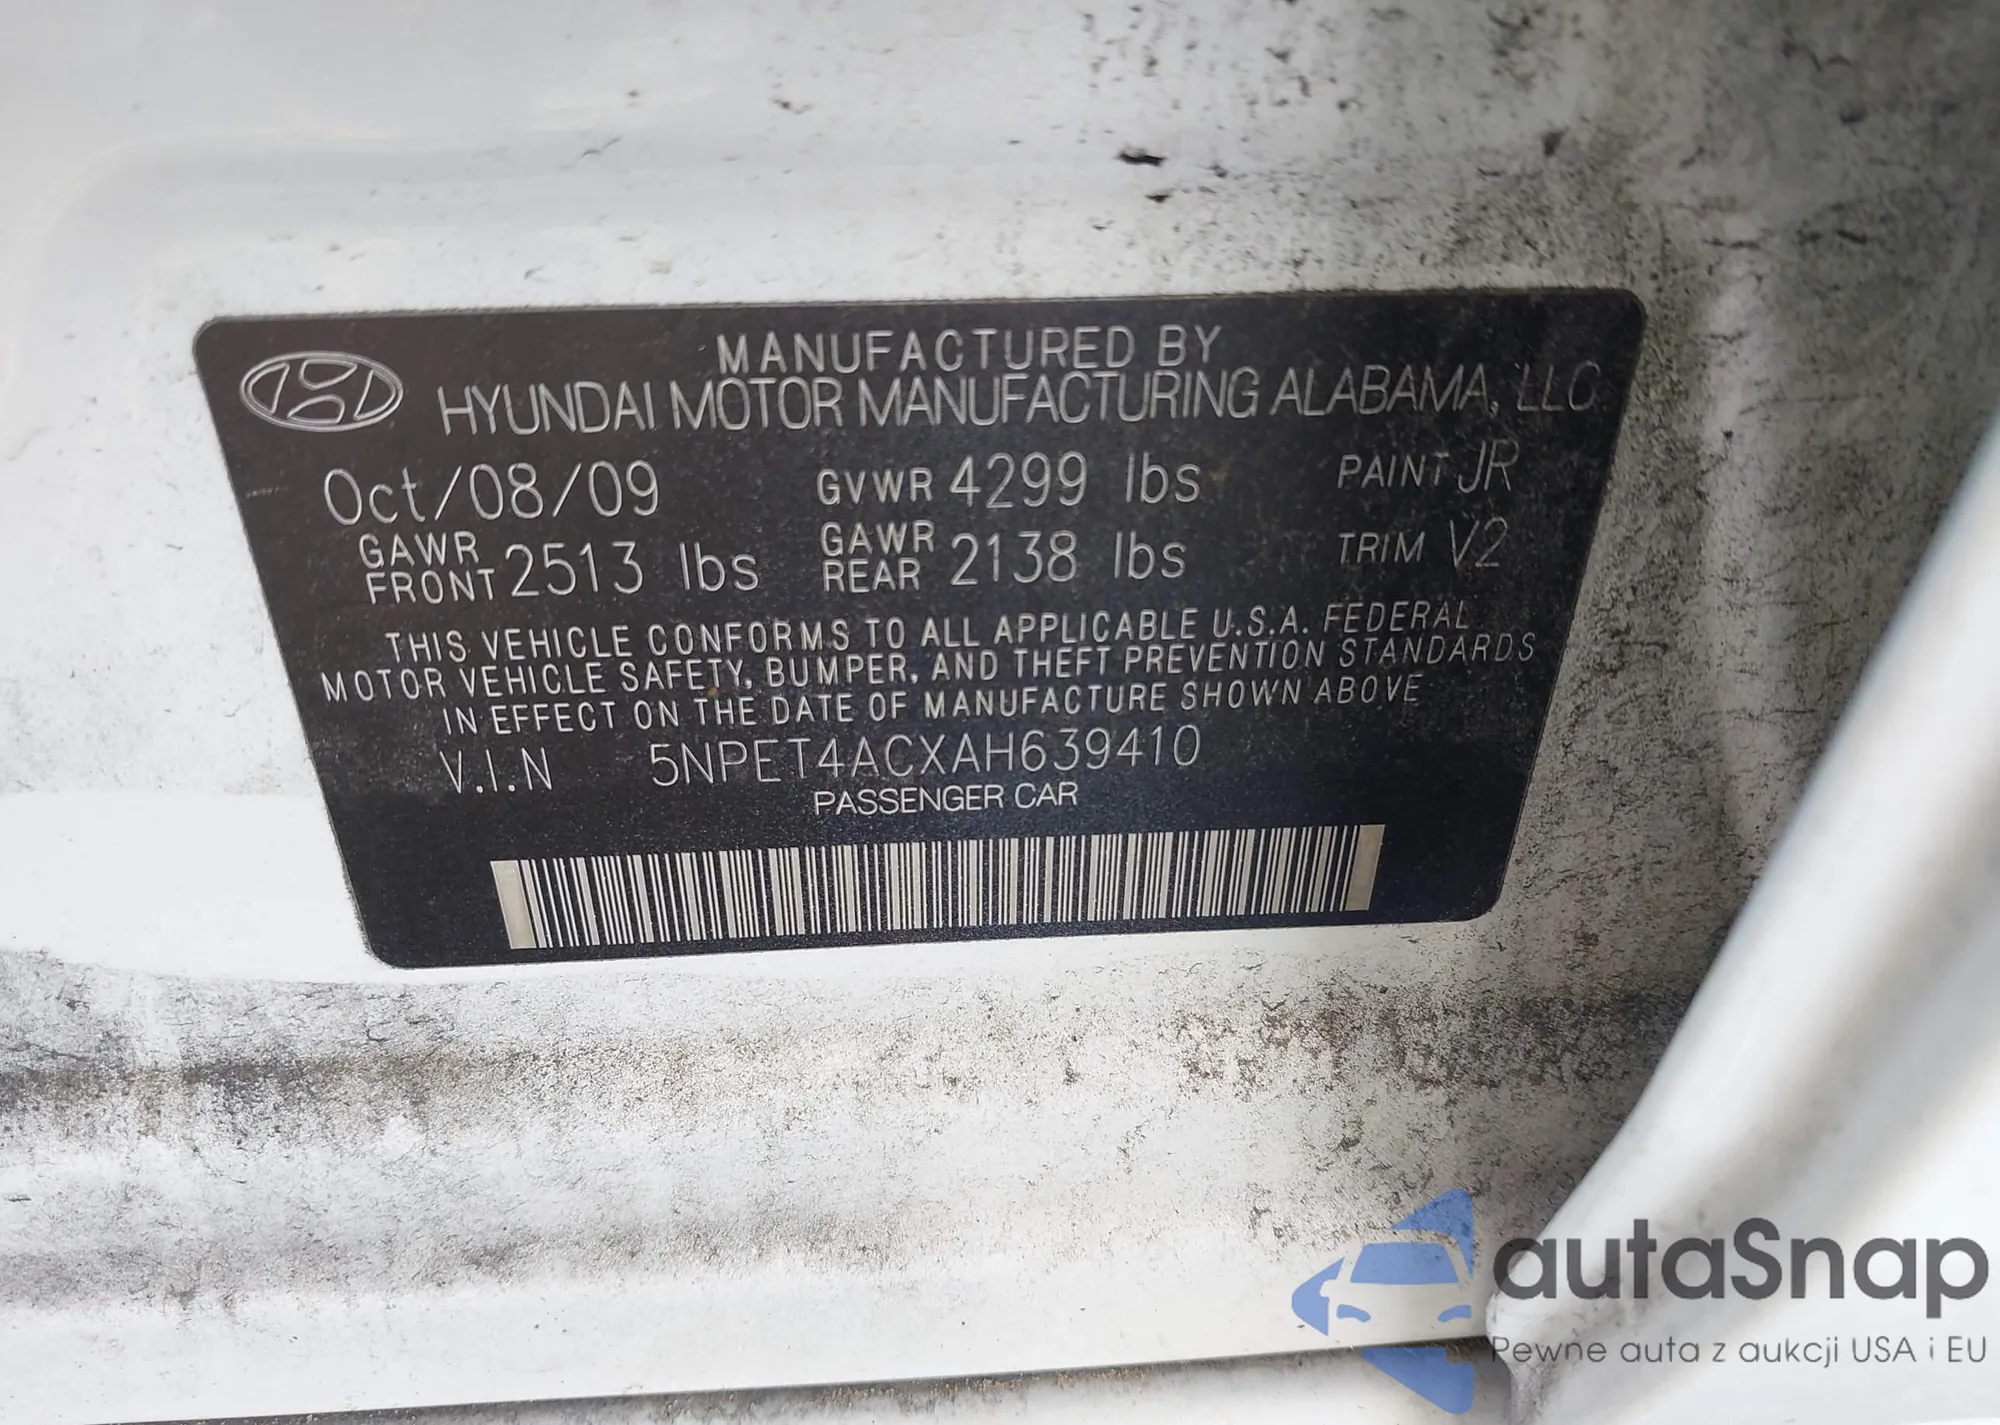 MANUFACTURED BY
HYUNDAI MOTOR MANUFACTURING ALABAMA, LLC
Oct/08/09 GVWR 4299 lbs PAINT JR
GAWR FRONT 2513 lbs GAWR REAR 2138 lbs TRIM V2
THIS VEHICLE CONFORMS TO ALL APPLICABLE U.S.A. FEDERAL
MOTOR VEHICLE SAFETY, BUMPER, AND THEFT PREVENTION STANDARDS
IN EFFECT ON THE DATE OF MANUFACTURE SHOWN ABOVE
V.I.N 5NPET4ACXAH639410
PASSENGER CAR
autaSnap
Pewne auta z aukcji USA i EU